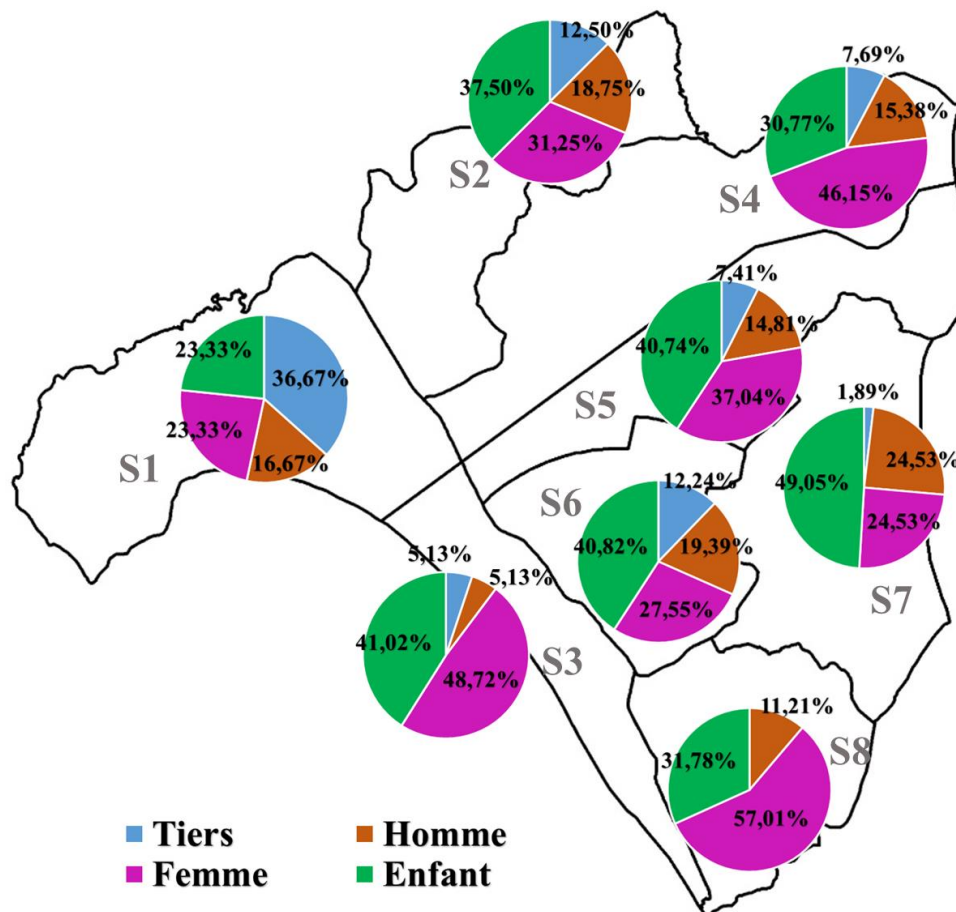 12,50%
37,50%
18,75%
31,25%
S2
7,69%
15,38%
30,77%
46,15%
S4
7,41%
14,81%
40,74%
37,04%
S5
23,33%
36,67%
23,33%
16,67%
S1
1,89%
24,53%
49,05%
24,53%
S7
S6
12,24%
19,39%
40,82%
27,55%
5,13%
5,13%
41,02%
48,72%
S3
11,21%
31,78%
57,01%
S8
Tiers
Homme
Femme
Enfant